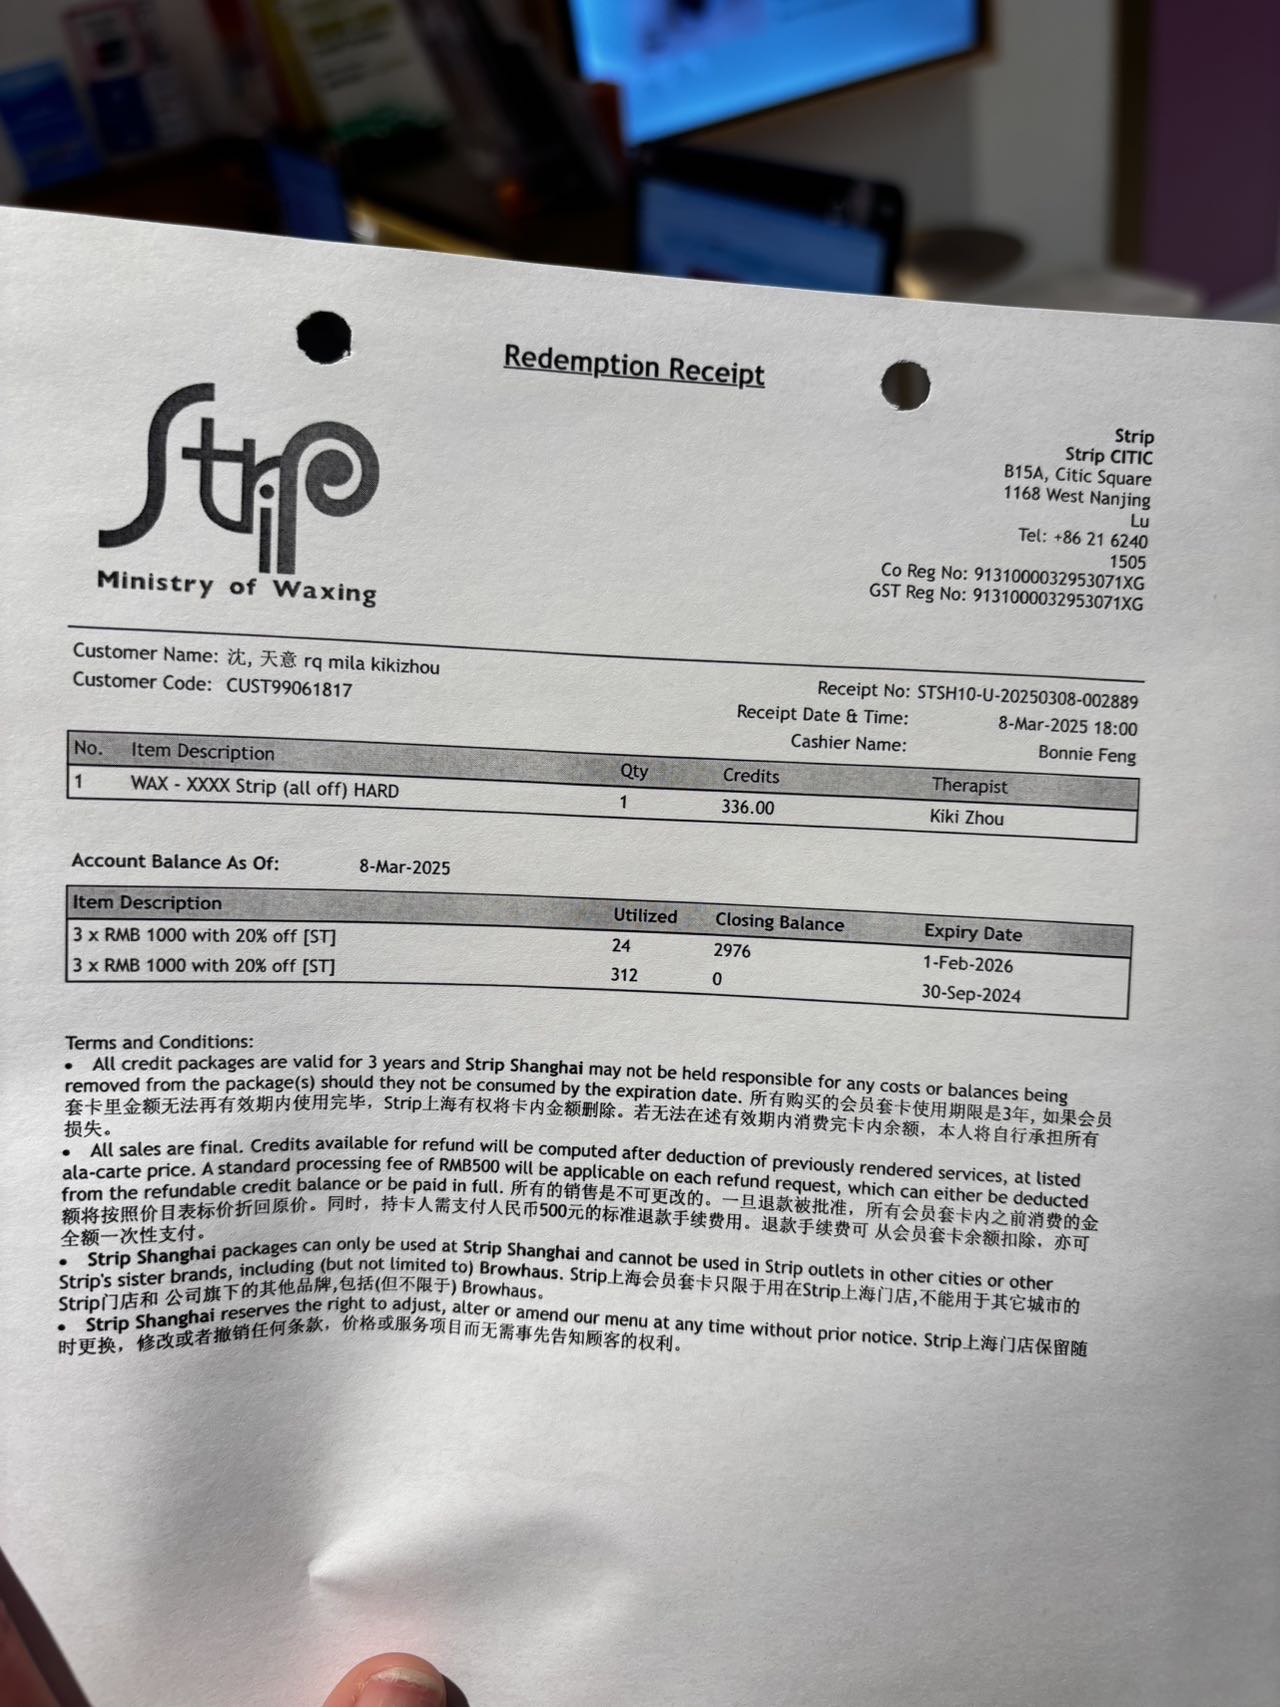 Redemption Receipt
Strip
Ministry of Waxing
Strip
Strip CITIC
B15A, Citic Square
1168 West Nanjing
Lu
Tel: +86 21 6240
1505
Co Reg No: 9131000032953071XG
GST Reg No: 9131000032953071XG
Customer Name: 沈, 天意 rq mila kikizhou
Customer Code: CUST99061817
Receipt No: STSH10-U-20250308-002889
Receipt Date & Time: 8-Mar-2025 18:00
Cashier Name: Bonnie Feng
No. Item Description Qty Credits Therapist
1 WAX - XXXX Strip (all off) HARD 1 336.00 Kiki Zhou
Account Balance As Of: 8-Mar-2025
Item Description Utilized Closing Balance Expiry Date
3 x RMB 1000 with 20% off [ST] 24 2976 1-Feb-2026
3 x RMB 1000 with 20% off [ST] 312 0 30-Sep-2024
Terms and Conditions:
• All credit packages are valid for 3 years and Strip Shanghai may not be held responsible for any costs or balances being
removed from the package(s) should they not be consumed by the expiration date. 所有购买的会员套卡使用期限是3年, 如果会员
套卡里金额无法再有效期内使用完毕，Strip上海有权将卡内金额删除。若无法在述有效期内消费完卡内余额，本人将自行承担所有
损失。
• All sales are final. Credits available for refund will be computed after deduction of previously rendered services, at listed
ala-carte price. A standard processing fee of RMB500 will be applicable on each refund request, which can either be deducted
from the refundable credit balance or be paid in full. 所有的销售是不可更改的。一旦退款被批准，所有会员套卡内之前消费的金
额将按照价目表标价折回原价。同时，持卡人需支付人民币500元的标准退款手续费用。退款手续费可 从会员套卡余额扣除，亦可
全额一次性支付。
• Strip Shanghai packages can only be used at Strip Shanghai and cannot be used in Strip outlets in other cities or other
Strip's sister brands, including (but not limited to) Browhaus. Strip上海会员套卡只限于用在Strip上海门店,不能用于其它城市的
Strip门店和 公司旗下的其他品牌,包括(但不限于) Browhaus。
• Strip Shanghai reserves the right to adjust, alter or amend our menu at any time without prior notice. Strip上海门店保留随
时更换，修改或者撤销任何条款，价格或服务项目而无需事先告知顾客的权利。